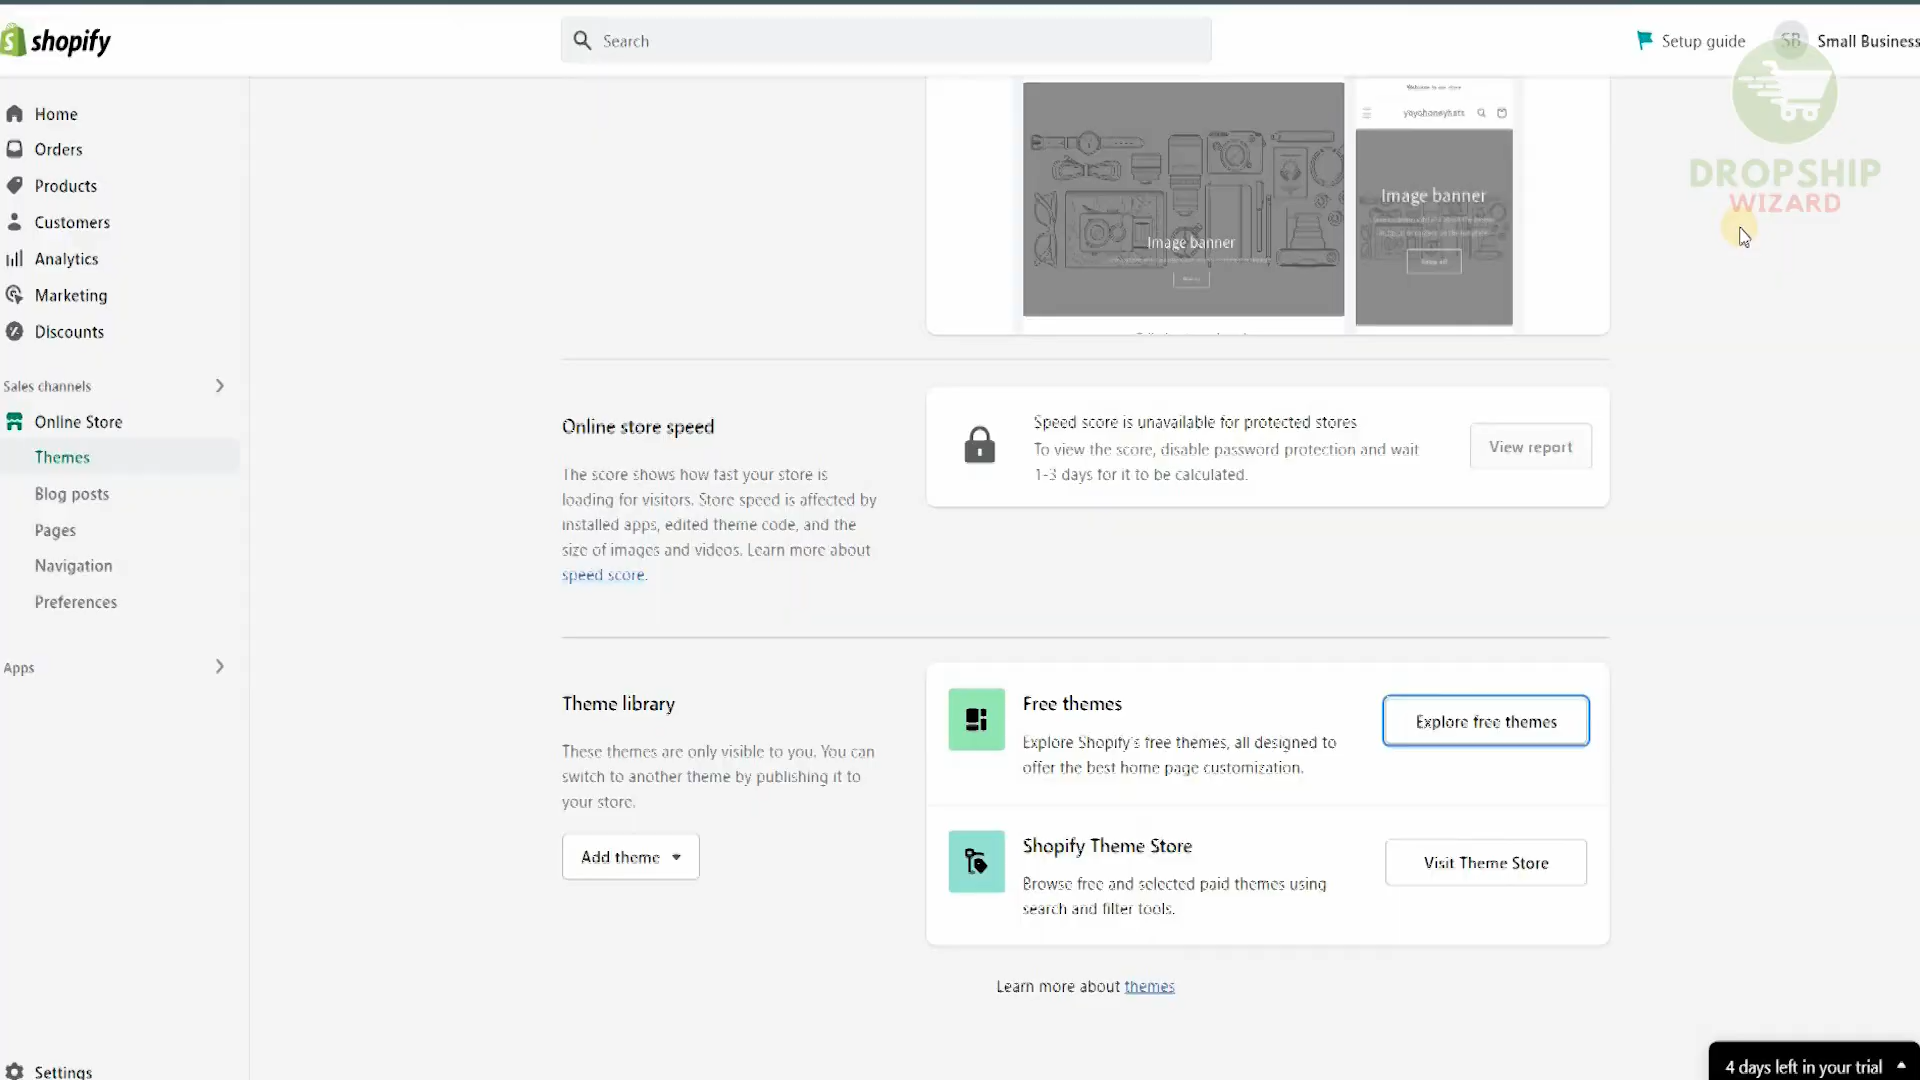 shopify
Search
Setup guide
SB
Small Business
DROPSHIP
WIZARD
Home
Orders
Products
Customers
Analytics
Marketing
Discounts
Sales channels
Online Store
Themes
Blog posts
Pages
Navigation
Preferences
Apps
Settings
Welcome to our store
yoyohoneyhats
Image banner
Image banner
Online store speed
The score shows how fast your store is
loading for visitors. Store speed is affected by
installed apps, edited theme code, and the
size of images and videos. Learn more about
speed score.
Speed score is unavailable for protected stores
To view the score, disable password protection and wait
1-3 days for it to be calculated.
View report
Theme library
These themes are only visible to you. You can
switch to another theme by publishing it to
your store.
Add theme
Free themes
Explore Shopify's free themes, all designed to
offer the best home page customization.
Explore free themes
Shopify Theme Store
Browse free and selected paid themes using
search and filter tools.
Visit Theme Store
Learn more about themes
4 days left in your trial